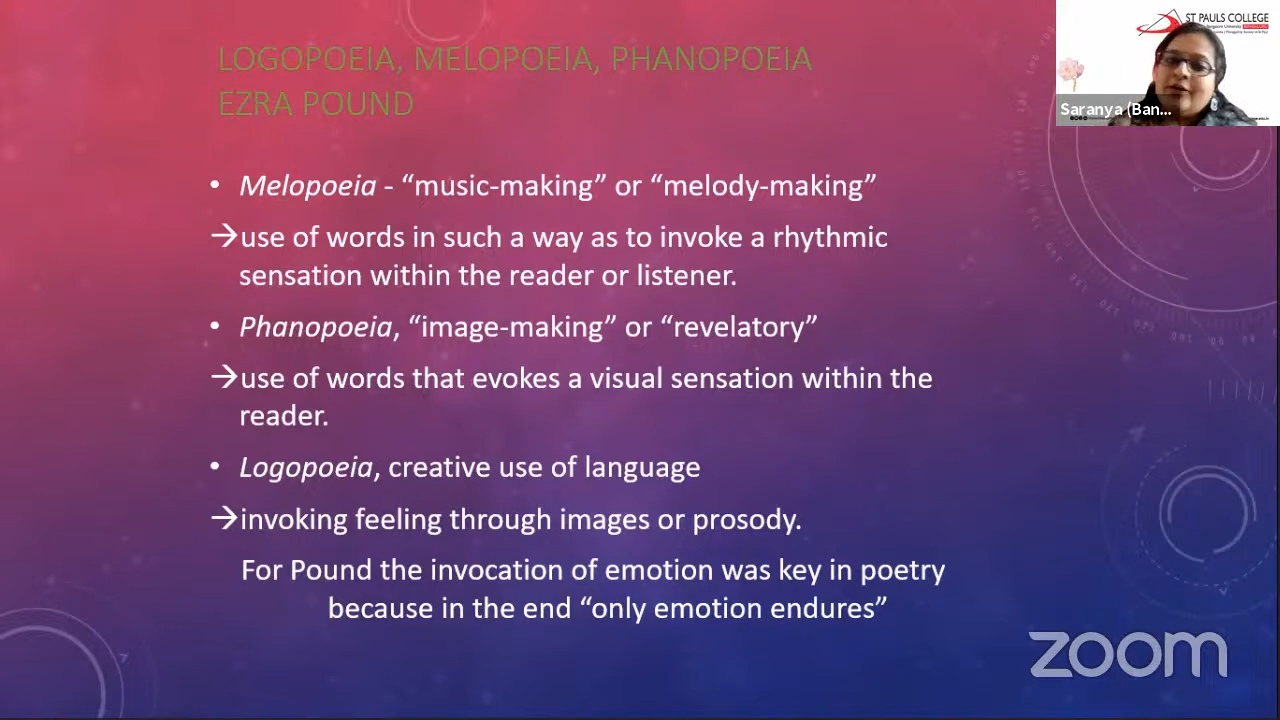 LOGOPOEIA, MELOPOEIA, PHANOPOEIA
EZRA POUND
• Melopoeia - “music-making” or “melody-making”
→use of words in such a way as to invoke a rhythmic
sensation within the reader or listener.
• Phanopoeia, “image-making” or “revelatory”
→use of words that evokes a visual sensation within the
reader.
• Logopoeia, creative use of language
→invoking feeling through images or prosody.
For Pound the invocation of emotion was key in poetry
because in the end “only emotion endures”
ST PAULS COLLEGE
Saranya (Ban...
zoom